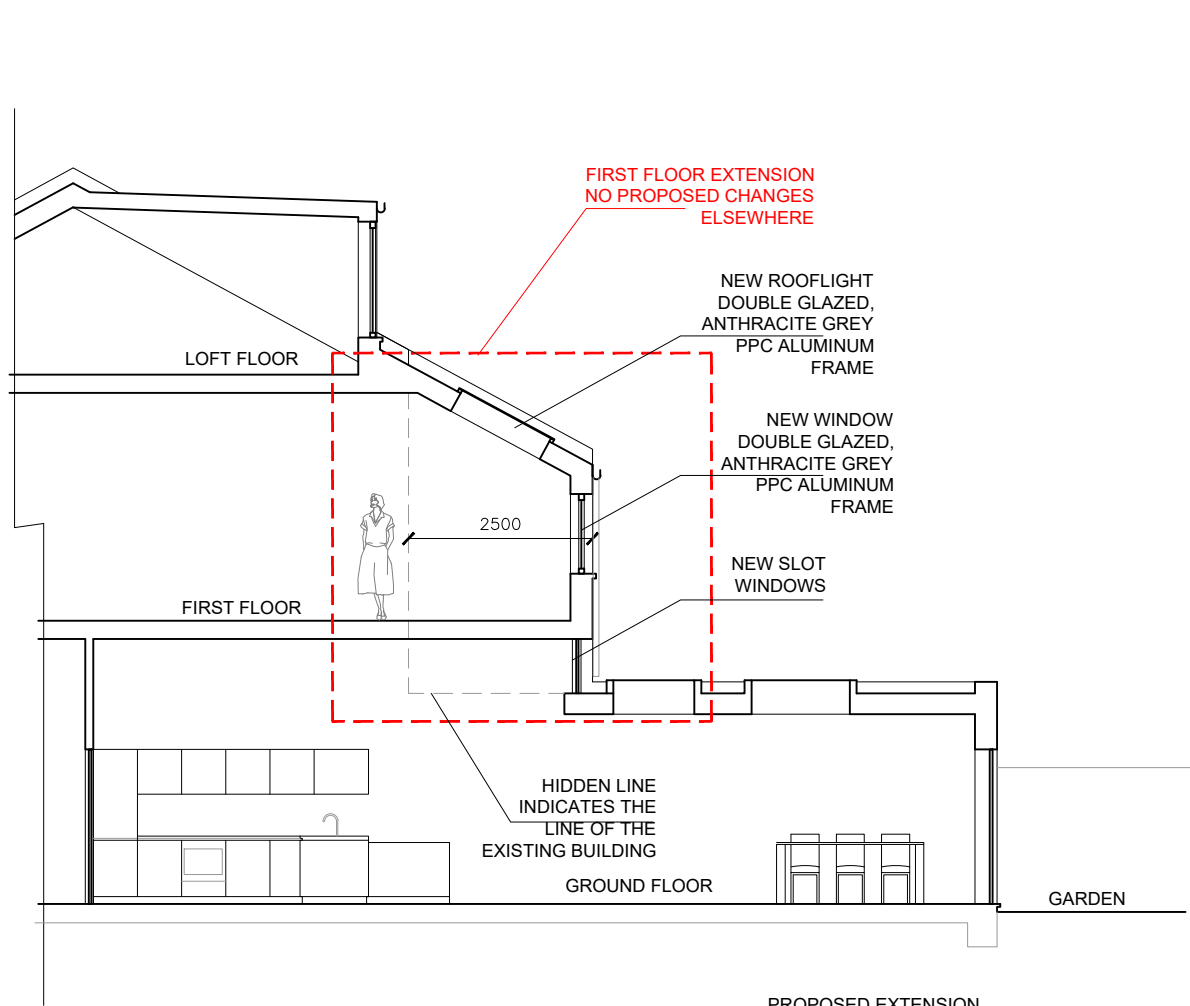 FIRST FLOOR EXTENSION
NO PROPOSED CHANGES
ELSEWHERE
NEW ROOFLIGHT
DOUBLE GLAZED,
ANTHRACITE GREY
PPC ALUMINUM
FRAME
LOFT FLOOR
NEW WINDOW
DOUBLE GLAZED,
ANTHRACITE GREY
PPC ALUMINUM
FRAME
2500
NEW SLOT
WINDOWS
FIRST FLOOR
HIDDEN LINE
INDICATES THE
LINE OF THE
EXISTING BUILDING
GROUND FLOOR
GARDEN
PROPOSED EXTENSION